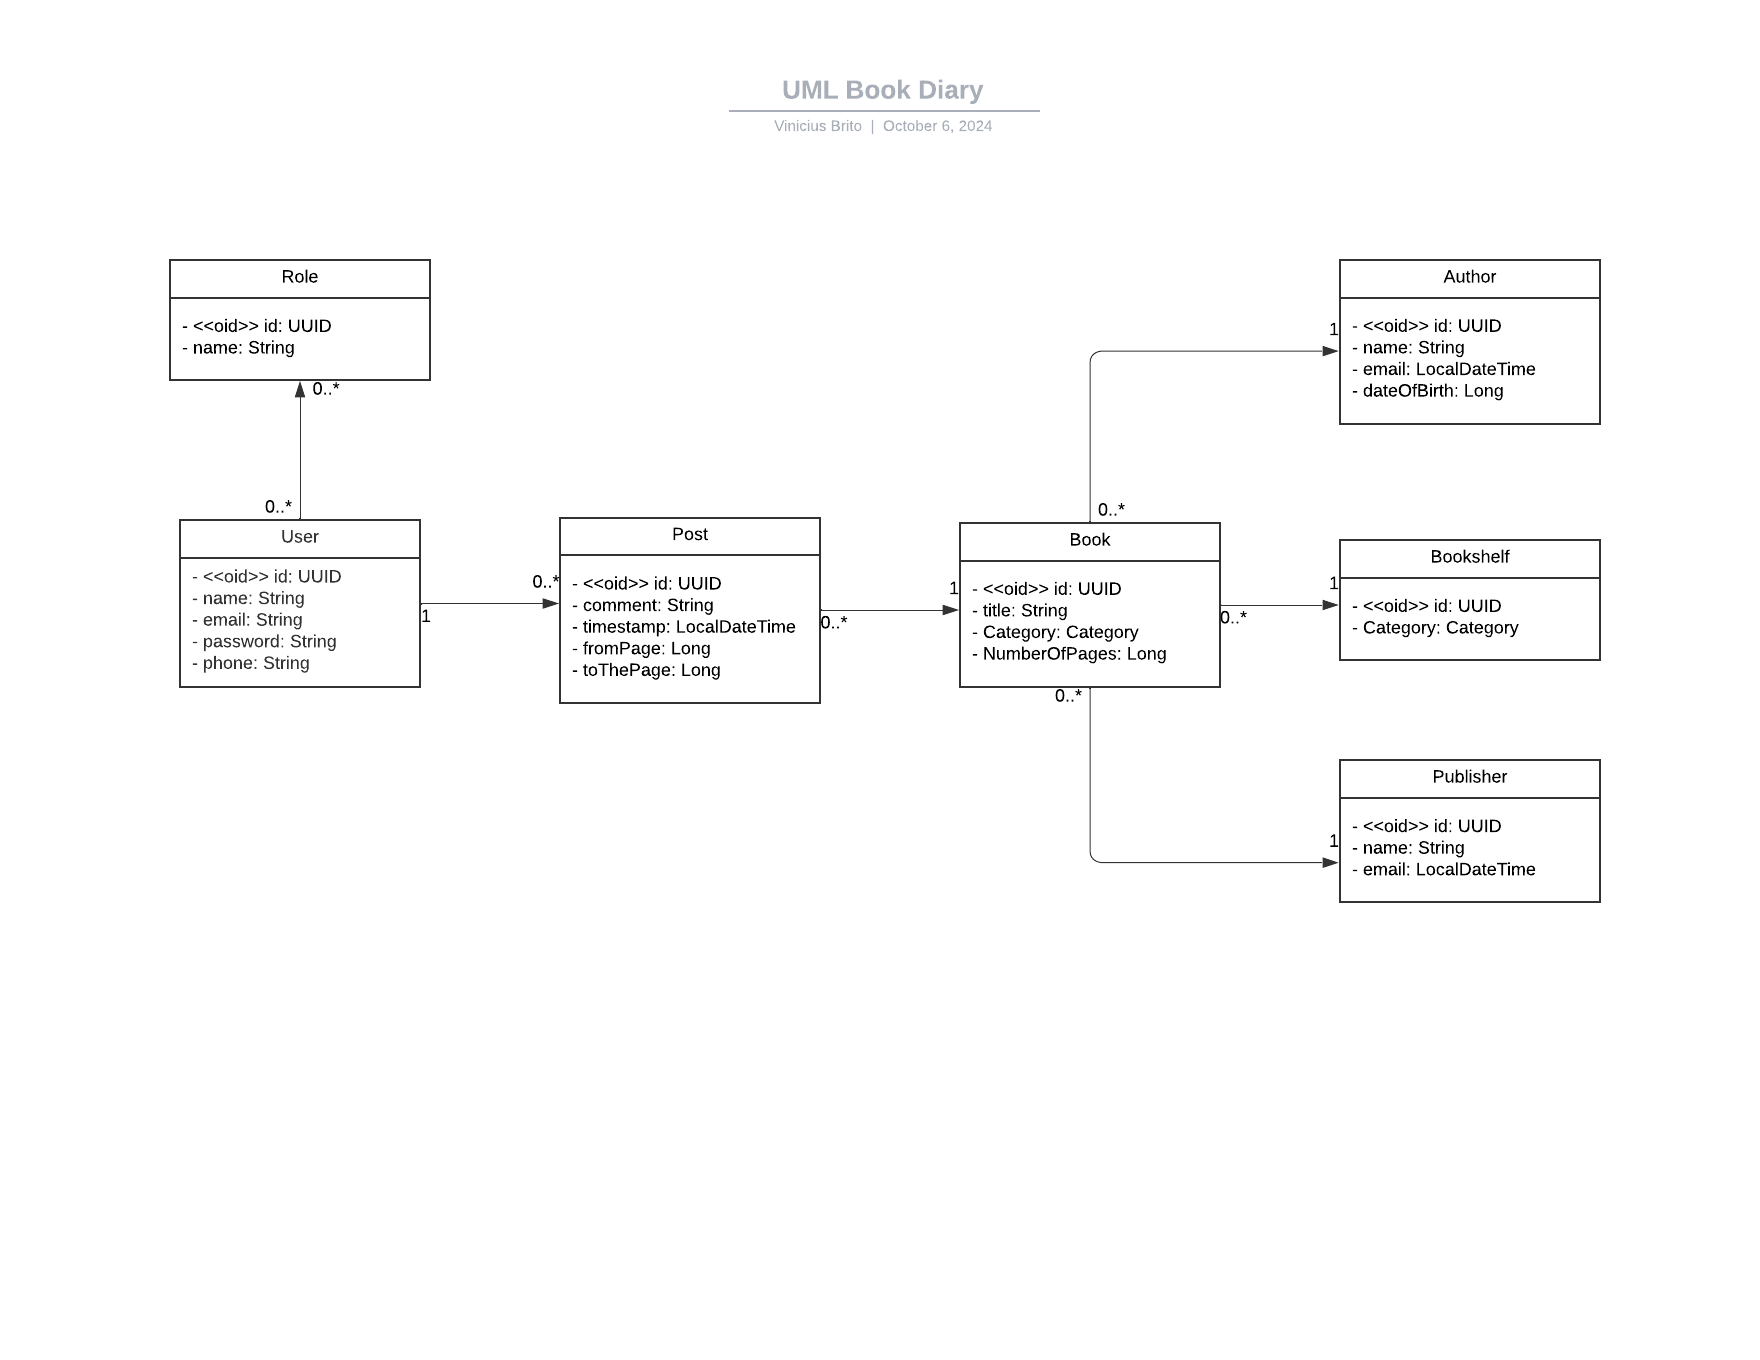 UML Book Diary
Vinicius Brito | October 6, 2024
Role
- <<oid>> id: UUID
- name: String
0..*
0..*
User
- <<oid>> id: UUID
- name: String
- email: String
- password: String
- phone: String
1
0..*
Post
- <<oid>> id: UUID
- comment: String
- timestamp: LocalDateTime
- fromPage: Long
- toThePage: Long
0..*
1
0..*
Book
- <<oid>> id: UUID
- title: String
- Category: Category
- NumberOfPages: Long
0..*
0..*
1
Author
- <<oid>> id: UUID
- name: String
- email: LocalDateTime
- dateOfBirth: Long
1
Bookshelf
- <<oid>> id: UUID
- Category: Category
1
Publisher
- <<oid>> id: UUID
- name: String
- email: LocalDateTime